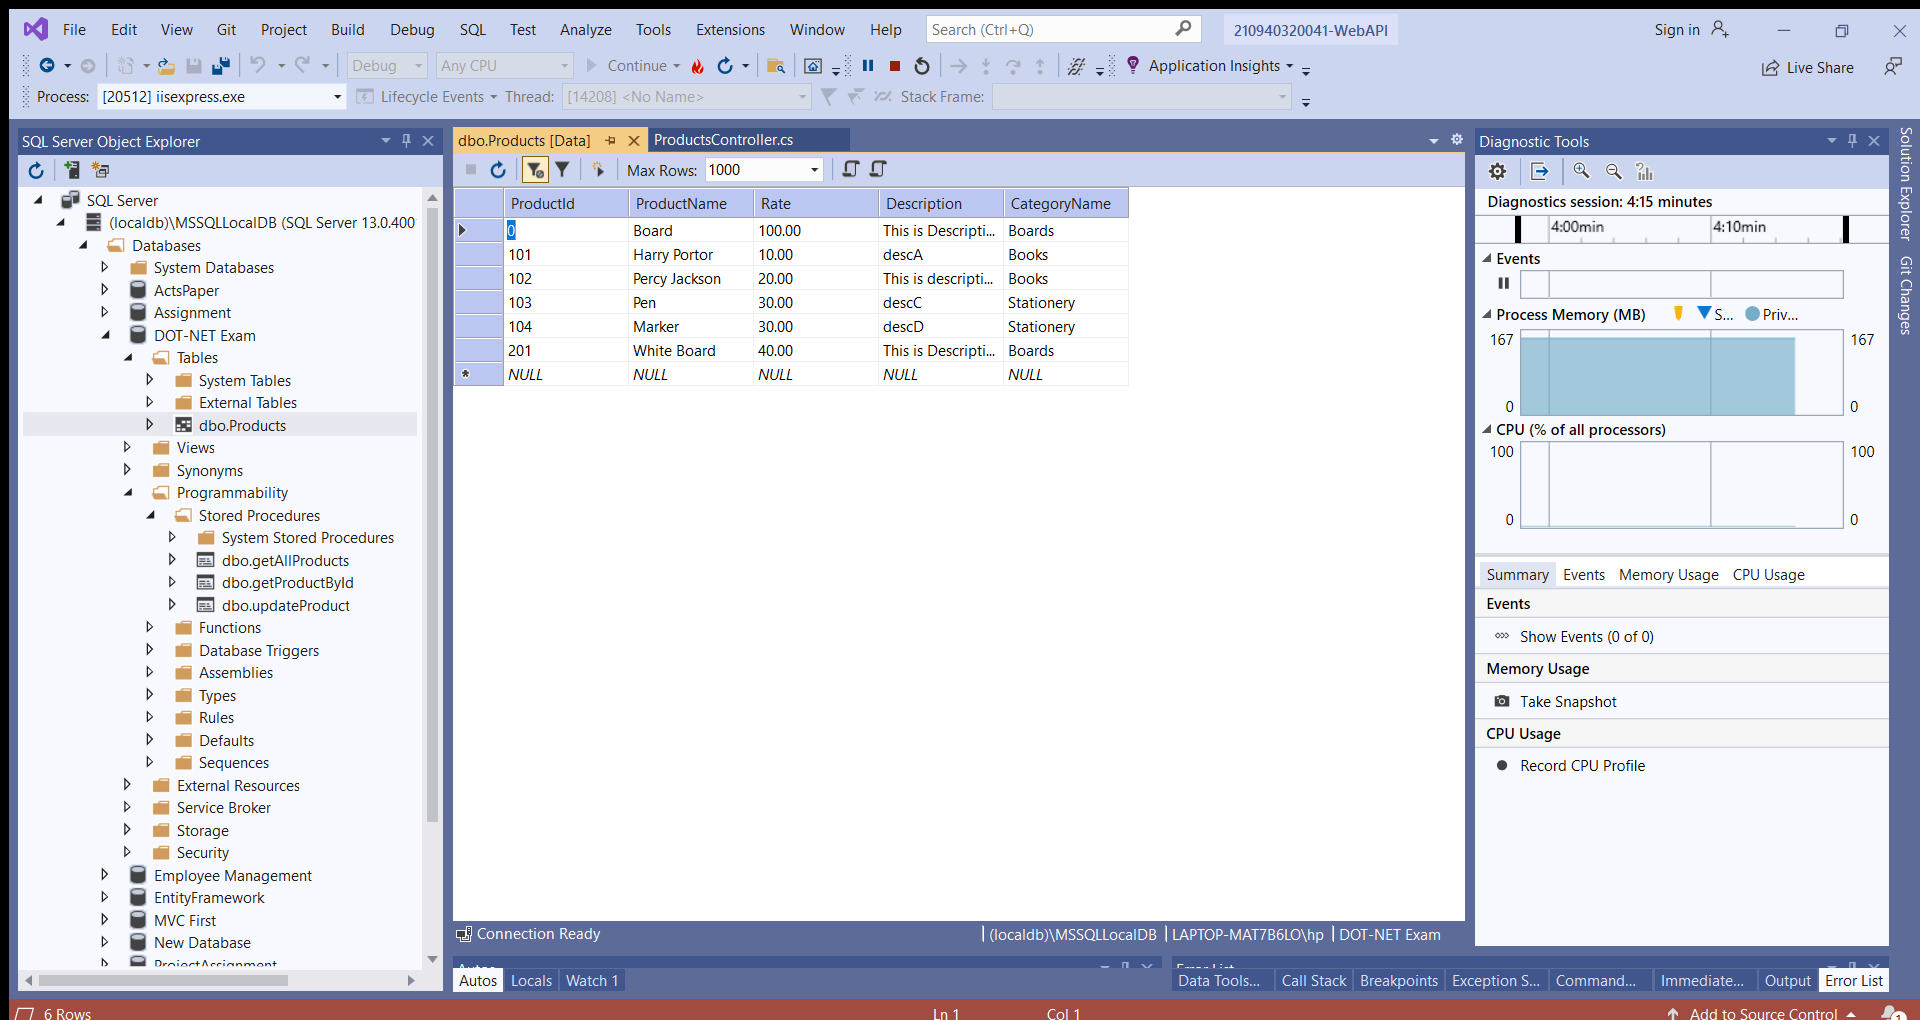 File Edit View Git Project Build Debug SQL Test Analyze Tools Extensions Window Help Search (Ctrl+Q) 210940320041-WebAPI Sign in
Debug Any CPU Continue Application Insights Live Share
Process: [20512] iisexpress.exe Lifecycle Events Thread: [14208] <No Name> Stack Frame:
SQL Server Object Explorer
SQL Server
(localdb)\MSSQLLocalDB (SQL Server 13.0.400
Databases
System Databases
ActsPaper
Assignment
DOT-NET Exam
Tables
System Tables
External Tables
dbo.Products
Views
Synonyms
Programmability
Stored Procedures
System Stored Procedures
dbo.getAllProducts
dbo.getProductById
dbo.updateProduct
Functions
Database Triggers
Assemblies
Types
Rules
Defaults
Sequences
External Resources
Service Broker
Storage
Security
Employee Management
EntityFramework
MVC First
New Database
ProjectAssignment
dbo.Products [Data] ProductsController.cs
Max Rows: 1000
ProductId ProductName Rate Description CategoryName
0 Board 100.00 This is Descripti... Boards
101 Harry Portor 10.00 descA Books
102 Percy Jackson 20.00 This is descripti... Books
103 Pen 30.00 descC Stationery
104 Marker 30.00 descD Stationery
201 White Board 40.00 This is Descripti... Boards
NULL NULL NULL NULL NULL
Connection Ready (localdb)\MSSQLLocalDB LAPTOP-MAT7B6LO\hp DOT-NET Exam
Diagnostic Tools
Diagnostics session: 4:15 minutes
4:00min 4:10min
Events
Process Memory (MB) S... Priv...
167 167
0 0
CPU (% of all processors)
100 100
0 0
Summary Events Memory Usage CPU Usage
Events
Show Events (0 of 0)
Memory Usage
Take Snapshot
CPU Usage
Record CPU Profile
Solution Explorer
Git Changes
Autos Error List
Autos Locals Watch 1 Data Tools... Call Stack Breakpoints Exception S... Command... Immediate... Output Error List
6 Rows Ln 1 Col 1 Add to Source Control 1